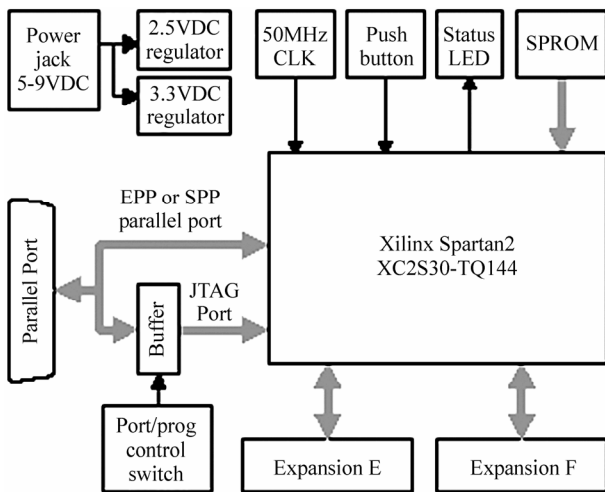 Power
jack
5-9VDC
2.5VDC
regulator
3.3VDC
regulator
50MHz
CLK
Push
button
Status
LED
SPROM
EPP or SPP
parallel port
Xilinx Spartan2
XC2S30-TQ144
Parallel Port
Buffer
JTAG
Port
Port/prog
control
switch
Expansion E
Expansion F